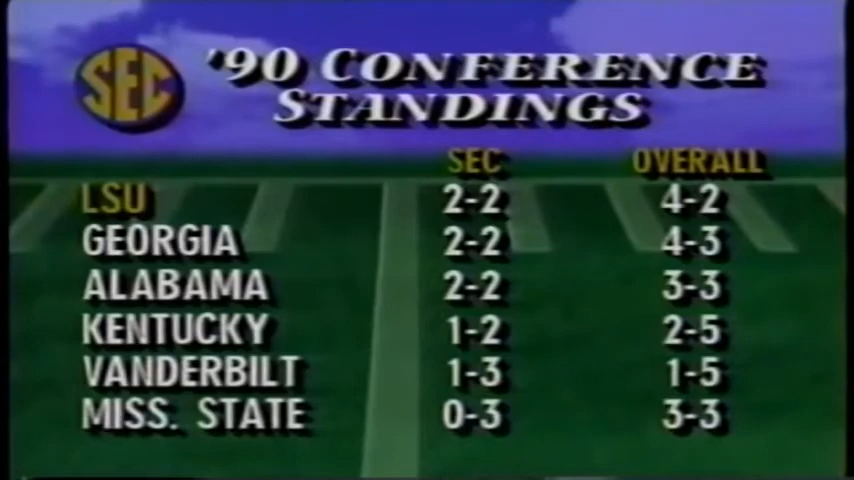 SEC
'90 CONFERENCE
STANDINGS
SEC OVERALL
LSU 2-2 4-2
GEORGIA 2-2 4-3
ALABAMA 2-2 3-3
KENTUCKY 1-2 2-5
VANDERBILT 1-3 1-5
MISS. STATE 0-3 3-3